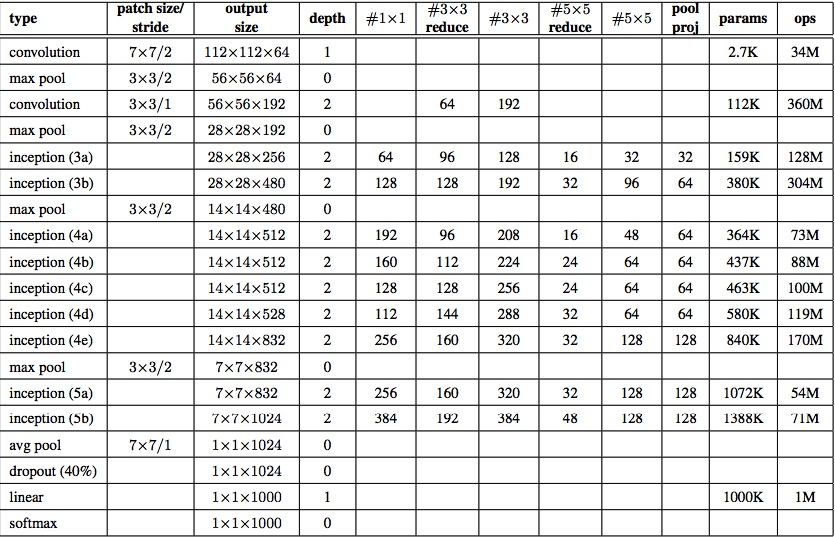 type patch size/ stride output size depth #1×1 #3×3 reduce #3×3 #5×5 reduce #5×5 pool proj params ops
convolution 7×7/2 112×112×64 1 2.7K 34M
max pool 3×3/2 56×56×64 0
convolution 3×3/1 56×56×192 2 64 192 112K 360M
max pool 3×3/2 28×28×192 0
inception (3a) 28×28×256 2 64 96 128 16 32 32 159K 128M
inception (3b) 28×28×480 2 128 128 192 32 96 64 380K 304M
max pool 3×3/2 14×14×480 0
inception (4a) 14×14×512 2 192 96 208 16 48 64 364K 73M
inception (4b) 14×14×512 2 160 112 224 24 64 64 437K 88M
inception (4c) 14×14×512 2 128 128 256 24 64 64 463K 100M
inception (4d) 14×14×528 2 112 144 288 32 64 64 580K 119M
inception (4e) 14×14×832 2 256 160 320 32 128 128 840K 170M
max pool 3×3/2 7×7×832 0
inception (5a) 7×7×832 2 256 160 320 32 128 128 1072K 54M
inception (5b) 7×7×1024 2 384 192 384 48 128 128 1388K 71M
avg pool 7×7/1 1×1×1024 0
dropout (40%) 1×1×1024 0
linear 1×1×1000 1 1000K 1M
softmax 1×1×1000 0